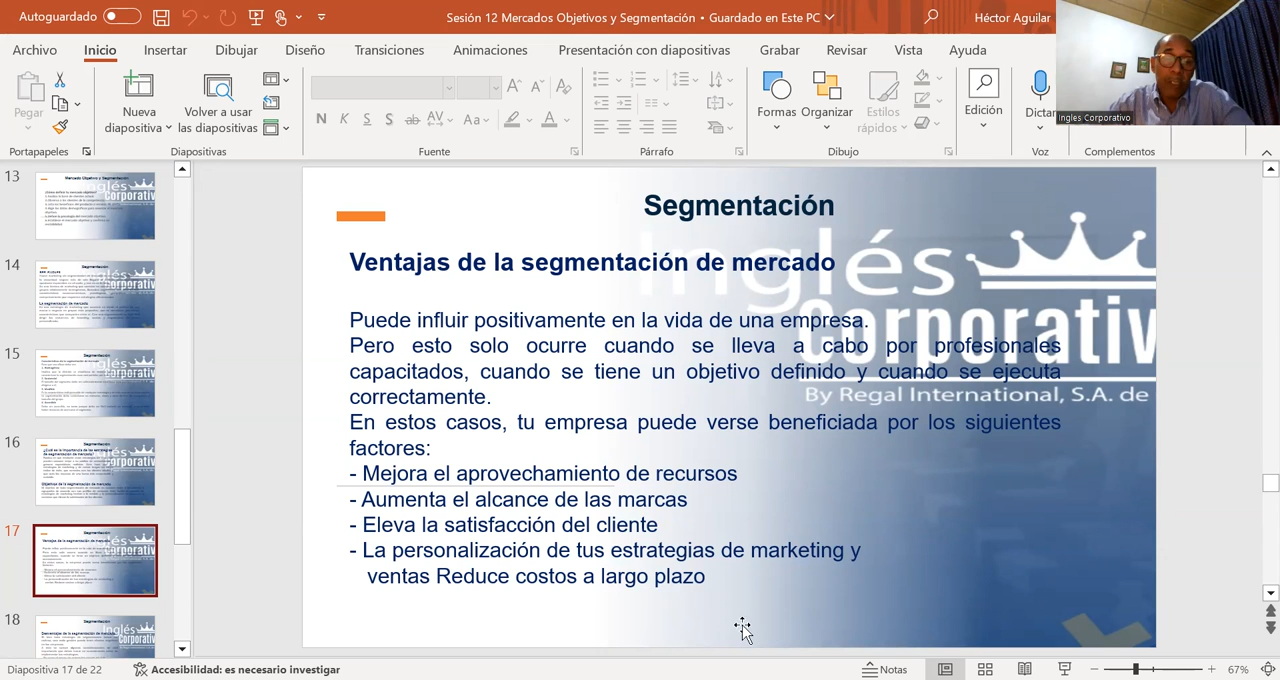 Autoguardado
Sesión 12 Mercados Objetivos y Segmentación • Guardado en Este PC
Héctor Aguilar
Archivo Inicio Insertar Dibujar Diseño Transiciones Animaciones Presentación con diapositivas Grabar Revisar Vista Ayuda
Pegar
Nueva diapositiva
Volver a usar las diapositivas
N K S S ab AV Aa A
Formas Organizar Estilos rápidos
Edición
Dictar
Ingles Corporativo
Portapapeles Diapositivas Fuente Párrafo Dibujo Voz Complementos
13
14
15
16
17
18
Segmentación
Inglés
Corporativ
By Regal International, S.A. de
Ventajas de la segmentación de mercado
Puede influir positivamente en la vida de una empresa.
Pero esto solo ocurre cuando se lleva a cabo por profesionales
capacitados, cuando se tiene un objetivo definido y cuando se ejecuta
correctamente.
En estos casos, tu empresa puede verse beneficiada por los siguientes
factores:
- Mejora el aprovechamiento de recursos
- Aumenta el alcance de las marcas
- Eleva la satisfacción del cliente
- La personalización de tus estrategias de marketing y
ventas Reduce costos a largo plazo
Diapositiva 17 de 22
Accesibilidad: es necesario investigar
Notas
67%